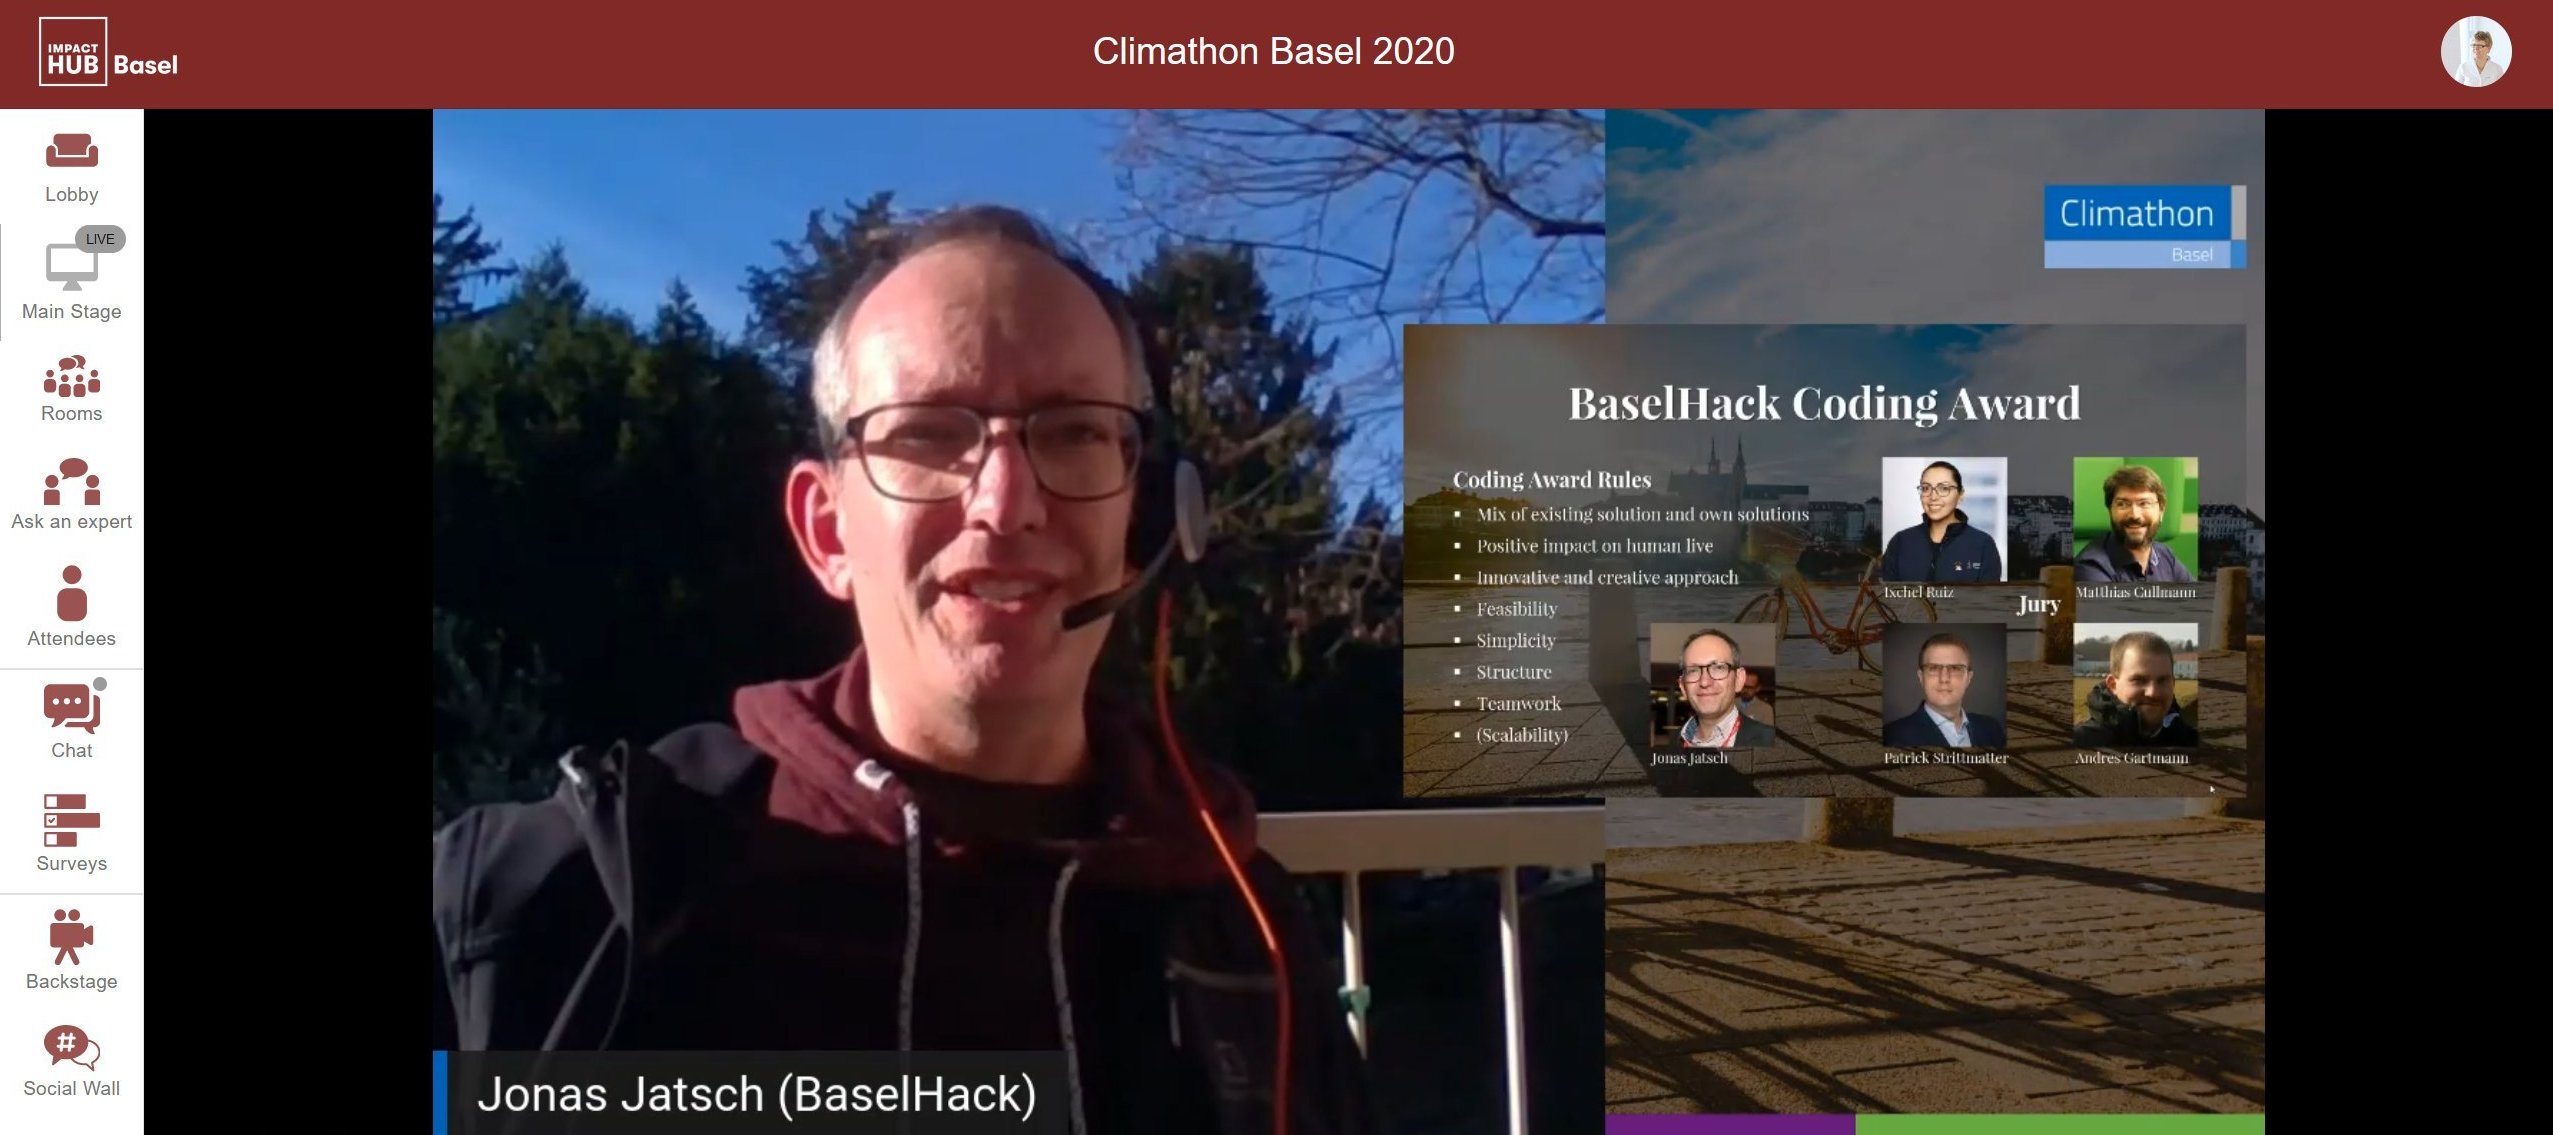 IMPACT
HUB Basel
Climathon Basel 2020
Lobby
LIVE
Main Stage
Rooms
Ask an expert
Attendees
Chat
Surveys
Backstage
#
Social Wall
Climathon
Basel
BaselHack Coding Award
Coding Award Rules
▪ Mix of existing solution and own solutions
▪ Positive impact on human live
▪ Innovative and creative approach
▪ Feasibility
▪ Simplicity
▪ Structure
▪ Teamwork
▪ (Scalability)
Ixchel Ruiz
Matthias Cullmann
Jury
Jonas Jatsch
Patrick Strittmatter
Andres Gartmann
Jonas Jatsch (BaselHack)